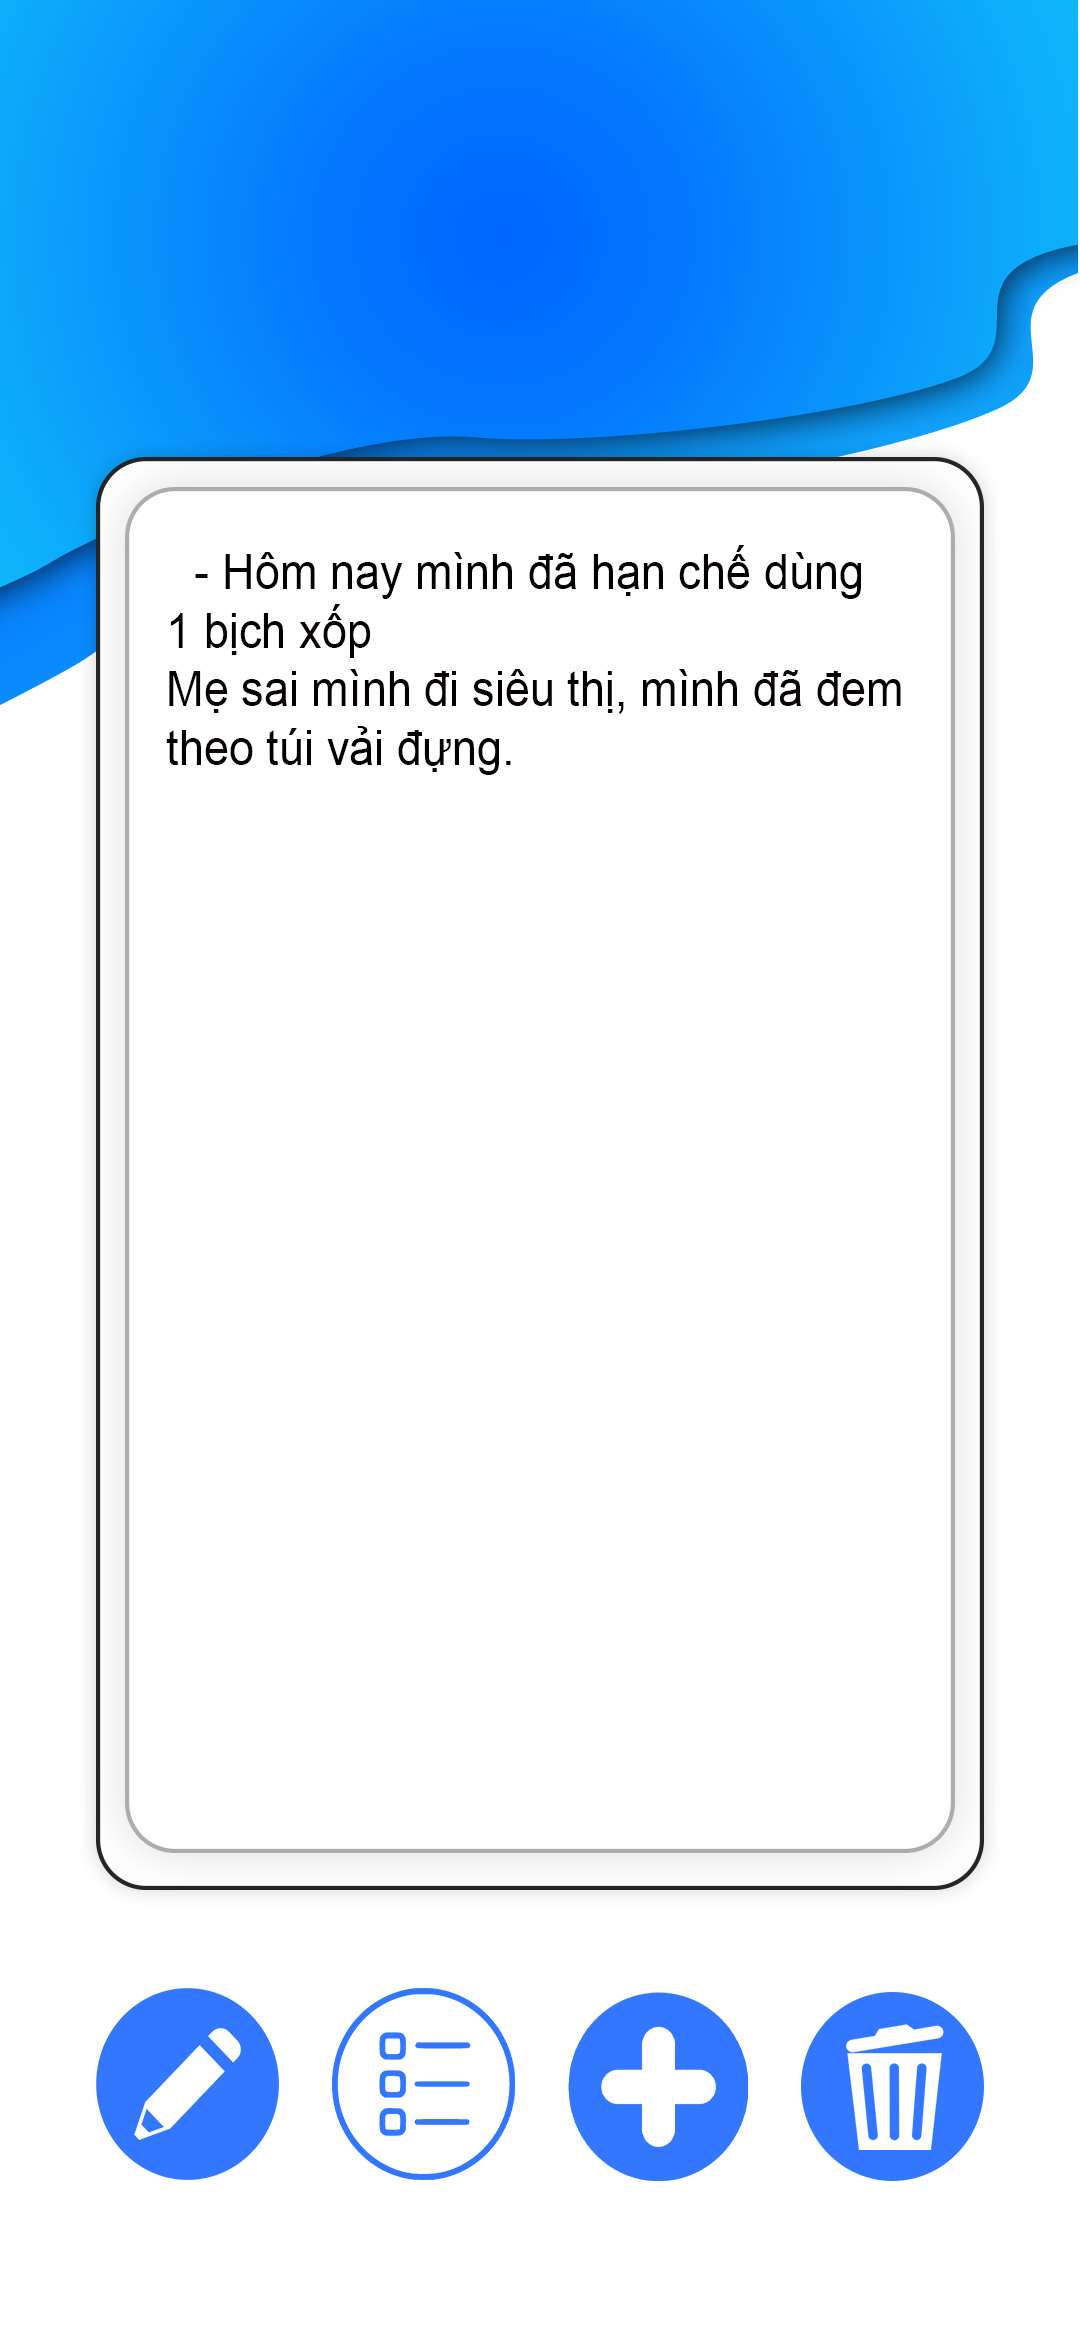 - Hôm nay mình đã hạn chế dùng
1 bịch xốp
Mẹ sai mình đi siêu thị, mình đã đem
theo túi vải đựng.